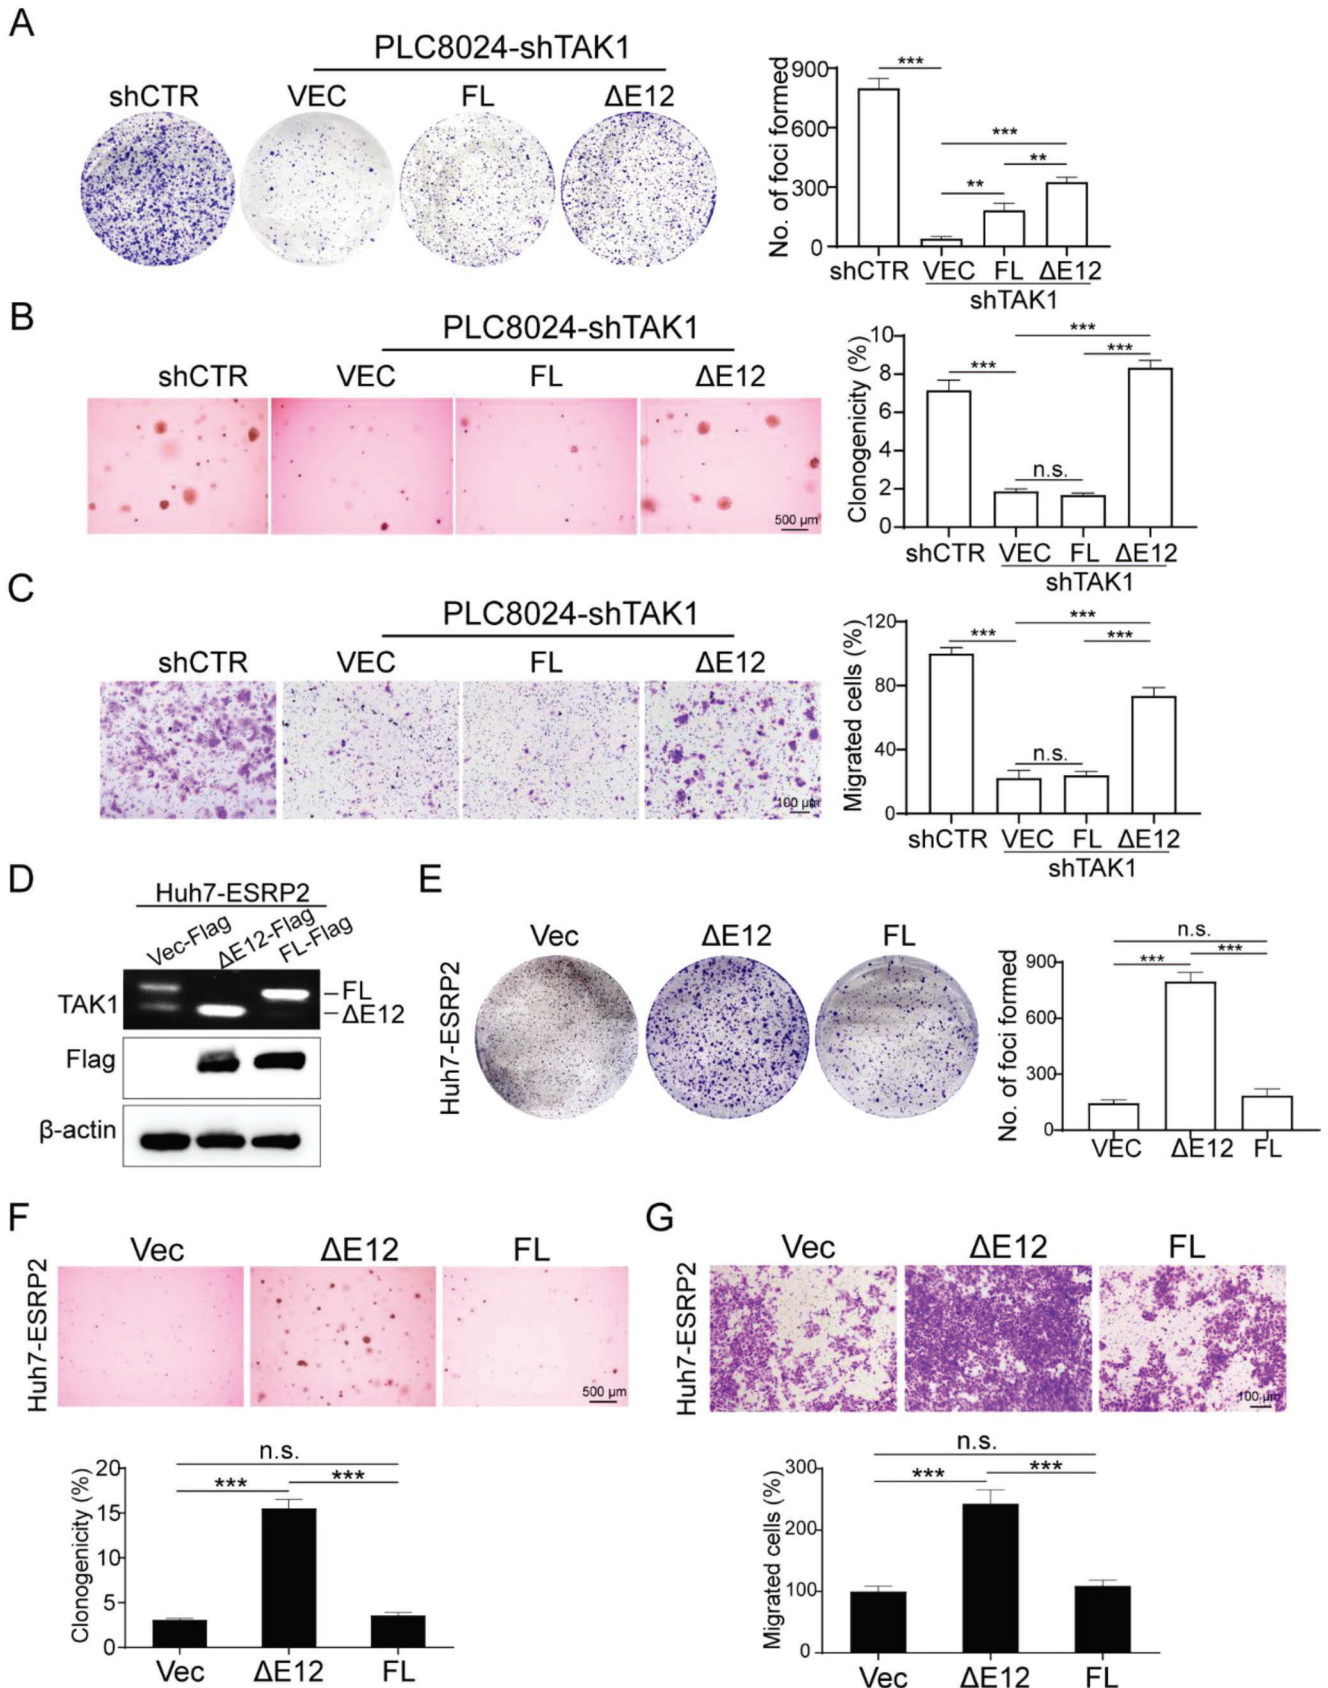 A
PLC8024-shTAK1
shCTR VEC FL ΔE12
No. of foci formed
900
600
300
0
*** *** ** **
shCTR VEC FL ΔE12
shTAK1
B
PLC8024-shTAK1
shCTR VEC FL ΔE12
500 μm
Clonogenicity (%)
10
8
6
4
2
0
*** *** *** n.s.
shCTR VEC FL ΔE12
shTAK1
C
PLC8024-shTAK1
shCTR VEC FL ΔE12
100 μm
Migrated cells (%)
120
80
40
0
*** *** *** n.s.
shCTR VEC FL ΔE12
shTAK1
D
Huh7-ESRP2
Vec-Flag ΔE12-Flag FL-Flag
TAK1
FL
ΔE12
Flag
β-actin
E
Huh7-ESRP2
Vec ΔE12 FL
No. of foci formed
900
600
300
0
n.s.
*** ***
VEC ΔE12 FL
F
Huh7-ESRP2
Vec ΔE12 FL
500 μm
Clonogenicity (%)
20
15
10
5
0
n.s.
*** ***
Vec ΔE12 FL
G
Huh7-ESRP2
Vec ΔE12 FL
100 μm
Migrated cells (%)
300
200
100
0
n.s.
*** ***
Vec ΔE12 FL